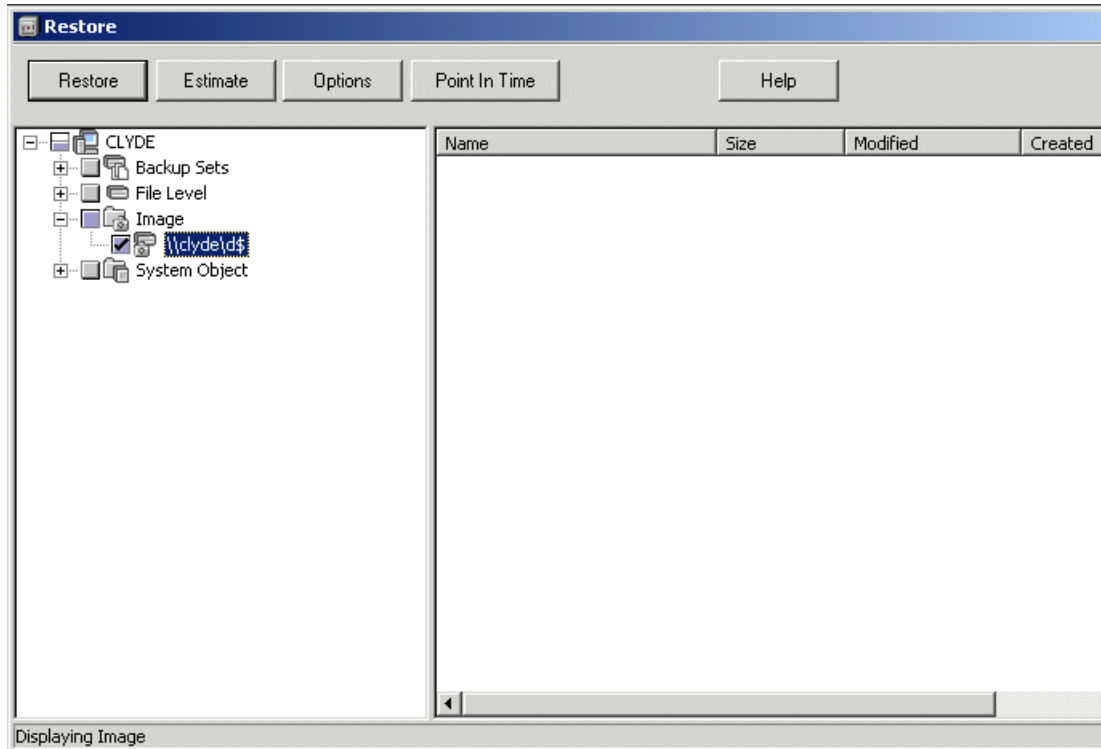 Restore
Restore Estimate Options Point In Time Help
CLYDE
Backup Sets
File Level
Image
\\clyde\d$
System Object
Name Size Modified Created
Displaying Image